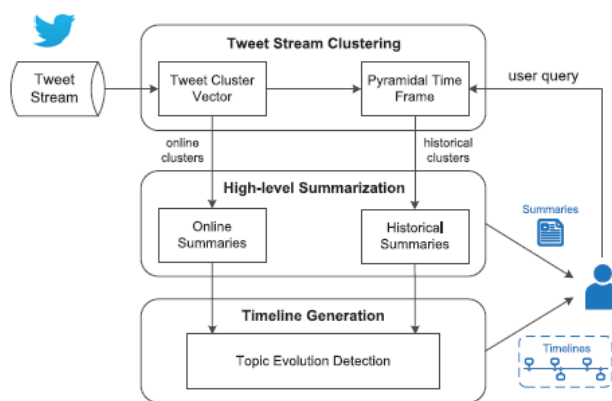 Tweet Stream Clustering
Tweet
Stream
Tweet Cluster
Vector
Pyramidal Time
Frame
user query
online
clusters
historical
clusters
High-level Summarization
Online
Summaries
Historical
Summaries
Summaries
Timeline Generation
Topic Evolution Detection
Timelines